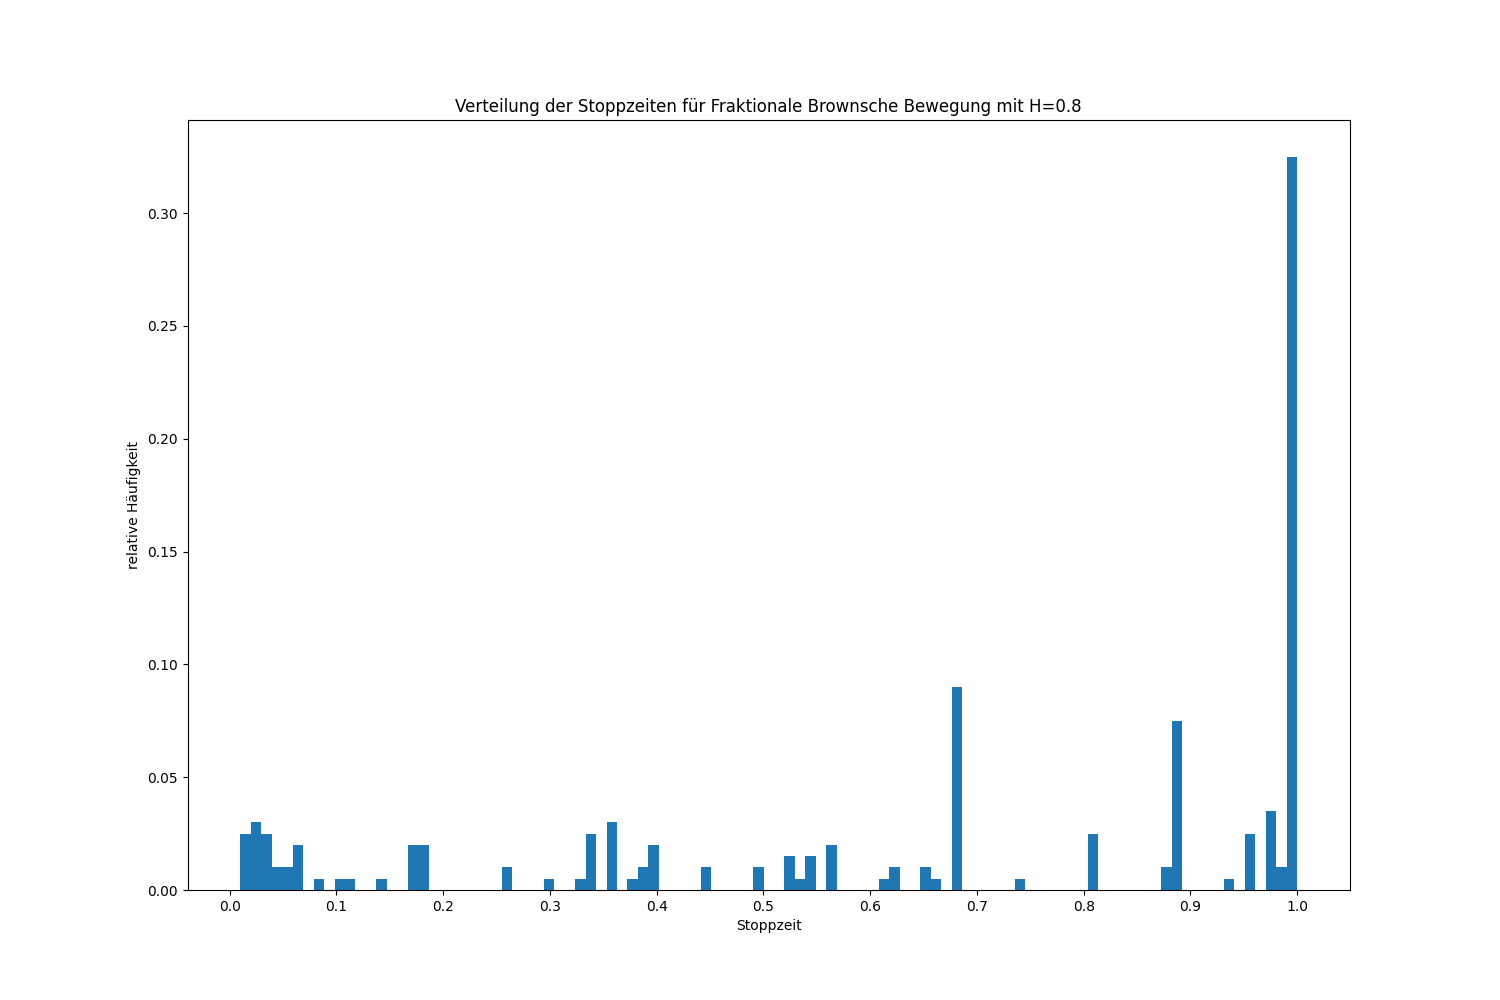 Verteilung der Stoppzeiten für Fraktionale Brownsche Bewegung mit H=0.8
relative Häufigkeit
0.30
0.25
0.20
0.15
0.10
0.05
0.00
0.0 0.1 0.2 0.3 0.4 0.5 0.6 0.7 0.8 0.9 1.0
Stoppzeit